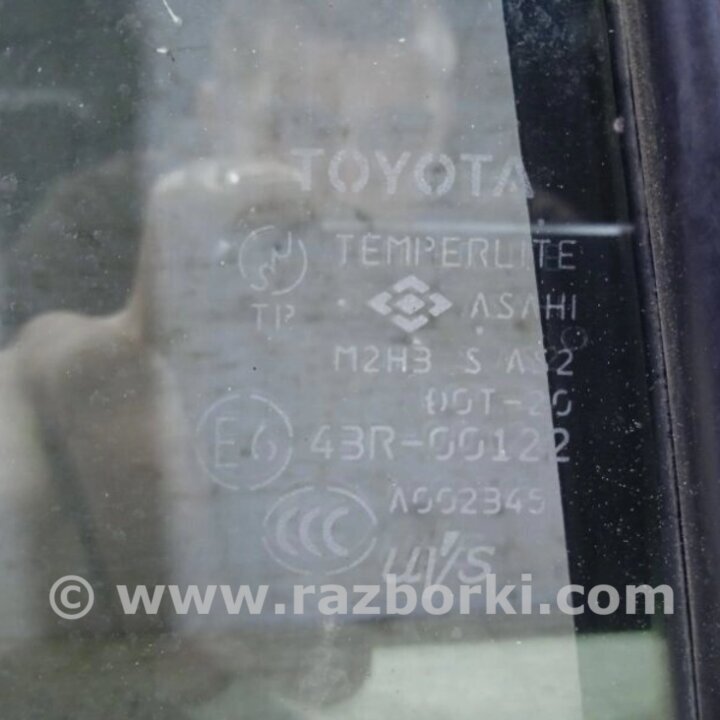 TOYOTA
TEMPERLITE
TP
ASAHI
M2H3 S AS2
DOT-20
E6 43R-00122
CCC A002345
UVS
© www.razborki.com